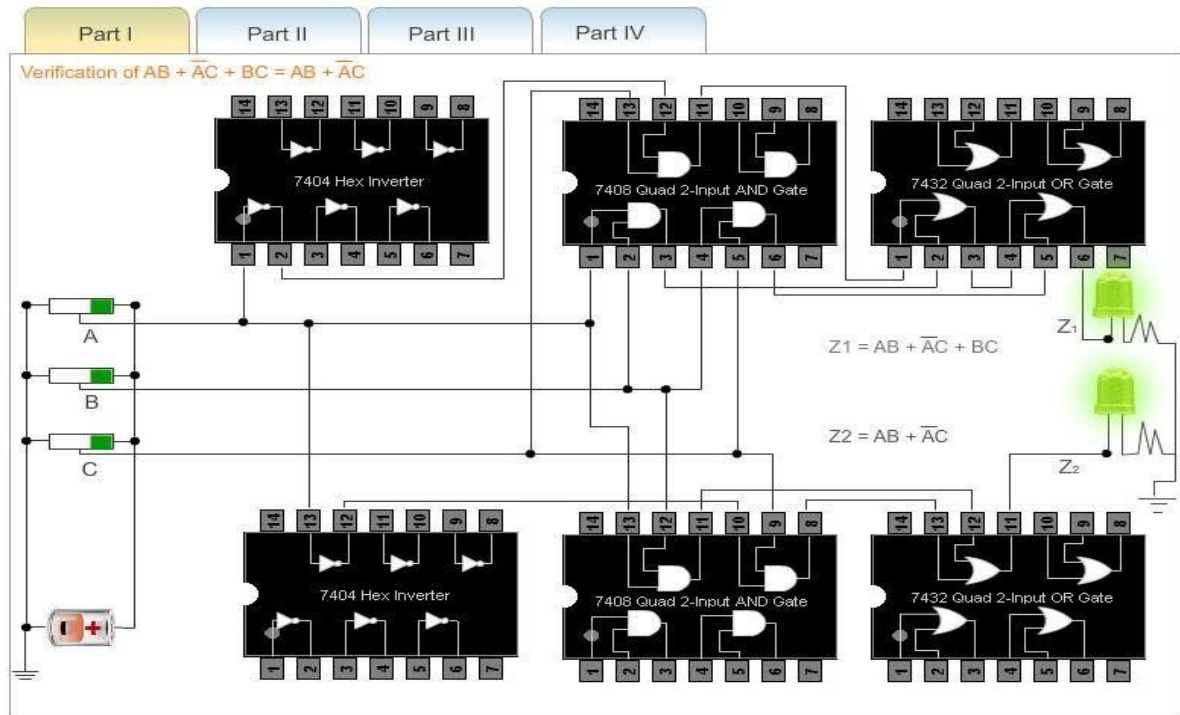 Part I Part II Part III Part IV
Verification of AB + A̅C + BC = AB + A̅C
14 13 12 11 10 9 8
7404 Hex Inverter
1 2 3 4 5 6 7
14 13 12 11 10 9 8
7408 Quad 2-Input AND Gate
1 2 3 4 5 6 7
14 13 12 11 10 9 8
7432 Quad 2-Input OR Gate
1 2 3 4 5 6 7
A
B
C
Z₁
Z1 = AB + A̅C + BC
Z2 = AB + A̅C
Z₂
14 13 12 11 10 9 8
7404 Hex Inverter
1 2 3 4 5 6 7
14 13 12 11 10 9 8
7408 Quad 2-Input AND Gate
1 2 3 4 5 6 7
14 13 12 11 10 9 8
7432 Quad 2-Input OR Gate
1 2 3 4 5 6 7
- +